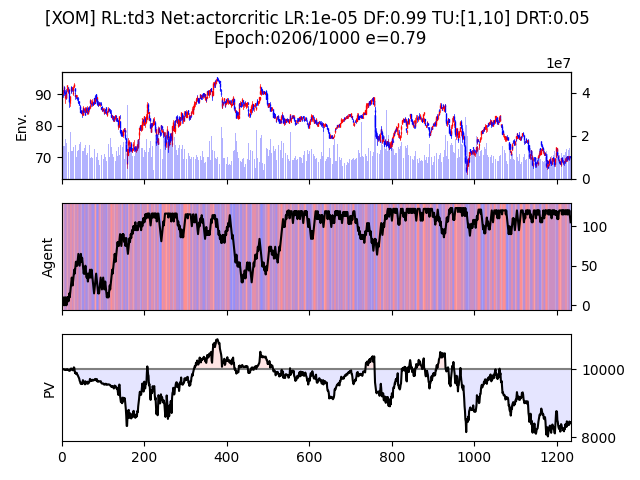 [XOM] RL:td3 Net:actorcritic LR:1e-05 DF:0.99 TU:[1,10] DRT:0.05
Epoch:0206/1000 e=0.79
1e7
Env.
90
80
70
4
2
0
Agent
100
50
0
PV
10000
8000
0 200 400 600 800 1000 1200